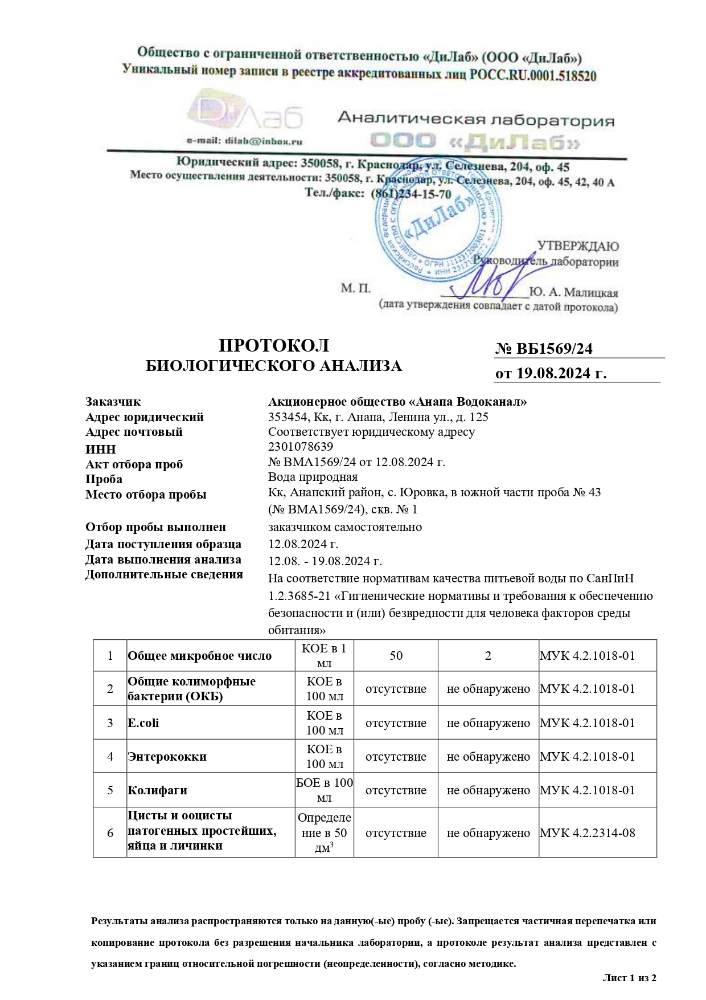 Общество с ограниченной ответственностью «ДиЛаб» (ООО «ДиЛаб»)
Уникальный номер записи в реестре аккредитованных лиц РОСС.RU.0001.518520
DiЛаб
Аналитическая лаборатория
e-mail: dilab@inbox.ru
ООО «ДиЛаб»
Юридический адрес: 350058, г. Краснодар, ул. Селезнева, 204, оф. 45
Место осуществления деятельности: 350058, г. Краснодар, ул. Селезнева, 204, оф. 45, 42, 40 А
Тел./факс: (861)234-15-70
«ДиЛаб»
ОГРН 1112312003011
УТВЕРЖДАЮ
Руководитель лаборатории
М. П.
Ю. А. Малицкая
(дата утверждения совпадает с датой протокола)
ПРОТОКОЛ
БИОЛОГИЧЕСКОГО АНАЛИЗА
№ ВБ1569/24
от 19.08.2024 г.
Заказчик Акционерное общество «Анапа Водоканал»
Адрес юридический 353454, Кк, г. Анапа, Ленина ул., д. 125
Адрес почтовый Соответствует юридическому адресу
ИНН 2301078639
Акт отбора проб № ВМА1569/24 от 12.08.2024 г.
Проба Вода природная
Место отбора пробы Кк, Анапский район, с. Юровка, в южной части проба № 43
(№ ВМА1569/24), скв. № 1
Отбор пробы выполнен заказчиком самостоятельно
Дата поступления образца 12.08.2024 г.
Дата выполнения анализа 12.08. - 19.08.2024 г.
Дополнительные сведения На соответствие нормативам качества питьевой воды по СанПиН
1.2.3685-21 «Гигиенические нормативы и требования к обеспечению
безопасности и (или) безвредности для человека факторов среды
обитания»
1 Общее микробное число КОЕ в 1
мл 50 2 МУК 4.2.1018-01
2 Общие колиморфные
бактерии (ОКБ) КОЕ в
100 мл отсутствие не обнаружено МУК 4.2.1018-01
3 E.coli КОЕ в
100 мл отсутствие не обнаружено МУК 4.2.1018-01
4 Энтерококки КОЕ в
100 мл отсутствие не обнаружено МУК 4.2.1018-01
5 Колифаги БОЕ в 100
мл отсутствие не обнаружено МУК 4.2.1018-01
6 Цисты и ооцисты
патогенных простейших,
яйца и личинки Определе
ние в 50
дм³ отсутствие не обнаружено МУК 4.2.2314-08
Результаты анализа распространяются только на данную(-ые) пробу (-ые). Запрещается частичная перепечатка или
копирование протокола без разрешения начальника лаборатории, а протоколе результат анализа представлен с
указанием границ относительной погрешности (неопределенности), согласно методике.
Лист 1 из 2